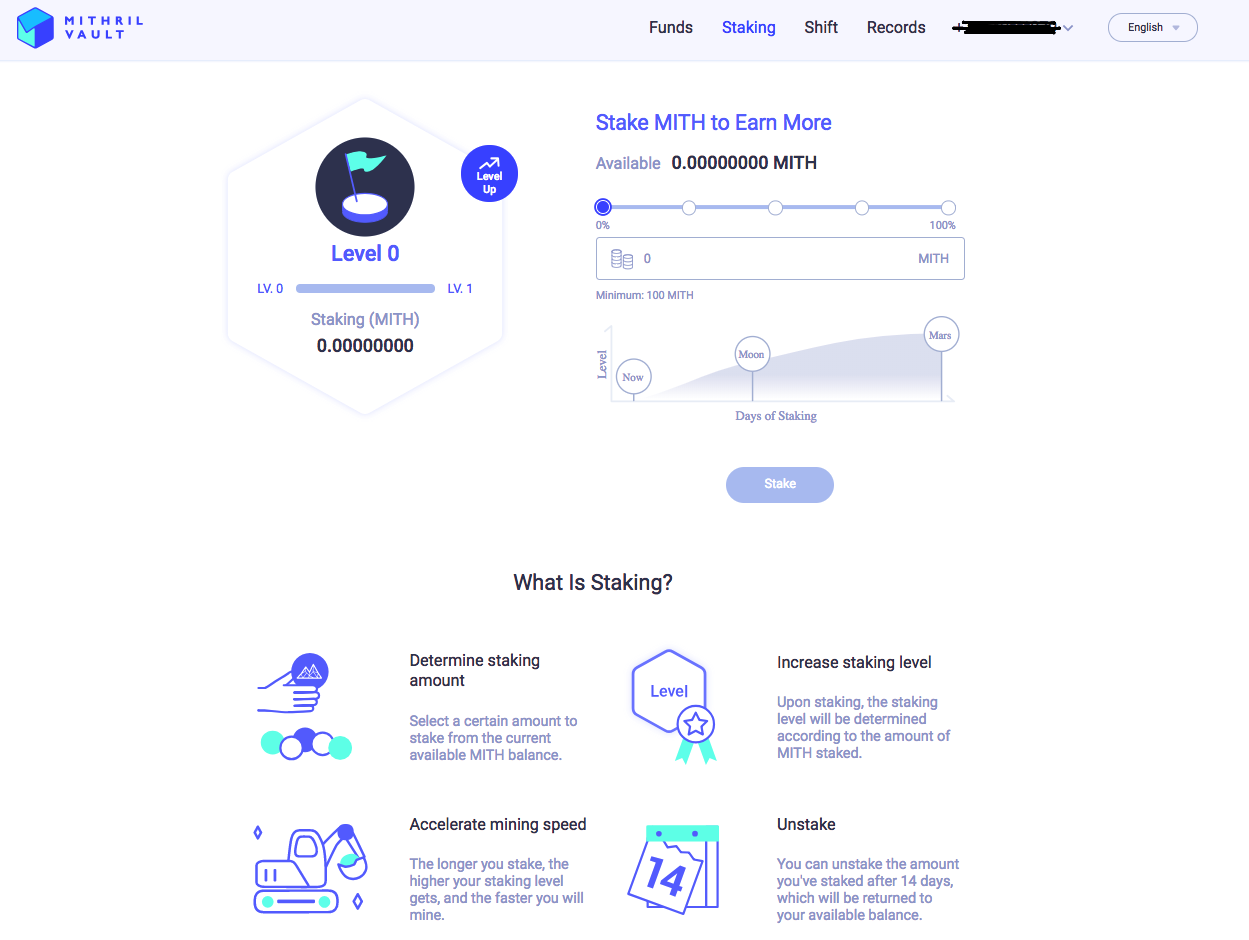 MITHRIL
VAULT
Funds
Staking
Shift
Records
English
Level
Up
Level 0
LV. 0
LV. 1
Staking (MITH)
0.00000000
Stake MITH to Earn More
Available 0.00000000 MITH
0%
100%
0
MITH
Minimum: 100 MITH
Level
Now
Moon
Mars
Days of Staking
Stake
What Is Staking?
Determine staking
amount
Select a certain amount to
stake from the current
available MITH balance.
Level
Increase staking level
Upon staking, the staking
level will be determined
according to the amount of
MITH staked.
Accelerate mining speed
The longer you stake, the
higher your staking level
gets, and the faster you will
mine.
14
Unstake
You can unstake the amount
you've staked after 14 days,
which will be returned to
your available balance.